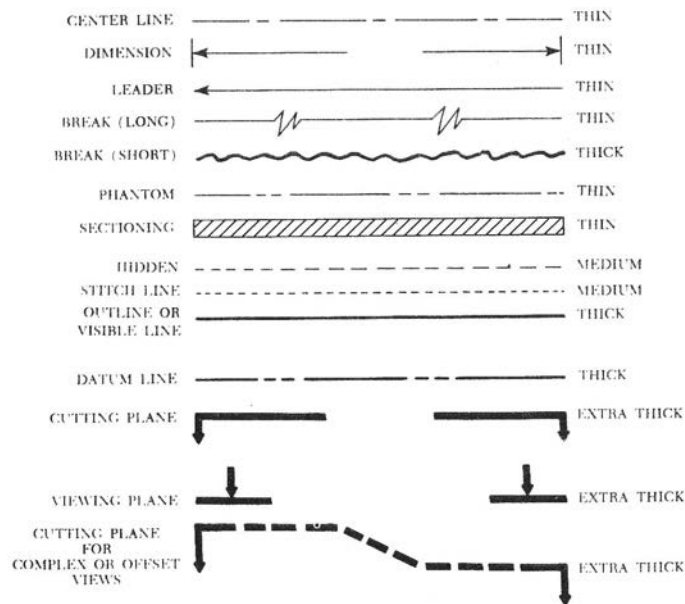 CENTER LINE THIN
DIMENSION THIN
LEADER THIN
BREAK (LONG) THIN
BREAK (SHORT) THICK
PHANTOM THIN
SECTIONING THIN
HIDDEN MEDIUM
STITCH LINE MEDIUM
OUTLINE OR
VISIBLE LINE THICK
DATUM LINE THICK
CUTTING PLANE EXTRA THICK
VIEWING PLANE EXTRA THICK
CUTTING PLANE
FOR
COMPLEX OR OFFSET
VIEWS EXTRA THICK